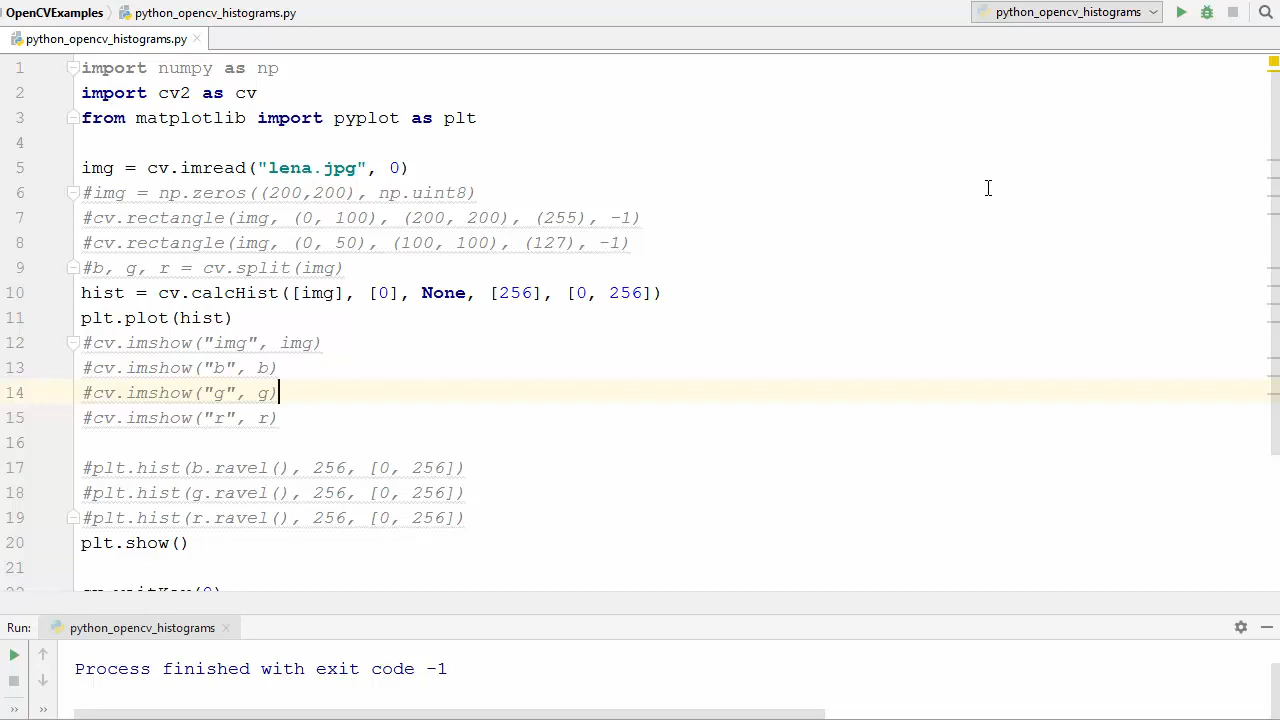 OpenCVExamples python_opencv_histograms.py python_opencv_histograms
python_opencv_histograms.py
1 import numpy as np
2 import cv2 as cv
3 from matplotlib import pyplot as plt
4
5 img = cv.imread("lena.jpg", 0)
6 #img = np.zeros((200,200), np.uint8)
7 #cv.rectangle(img, (0, 100), (200, 200), (255), -1)
8 #cv.rectangle(img, (0, 50), (100, 100), (127), -1)
9 #b, g, r = cv.split(img)
10 hist = cv.calcHist([img], [0], None, [256], [0, 256])
11 plt.plot(hist)
12 #cv.imshow("img", img)
13 #cv.imshow("b", b)
14 #cv.imshow("g", g)
15 #cv.imshow("r", r)
16
17 #plt.hist(b.ravel(), 256, [0, 256])
18 #plt.hist(g.ravel(), 256, [0, 256])
19 #plt.hist(r.ravel(), 256, [0, 256])
20 plt.show()
21
22 cv.waitKey(0)
Run: python_opencv_histograms
Process finished with exit code -1